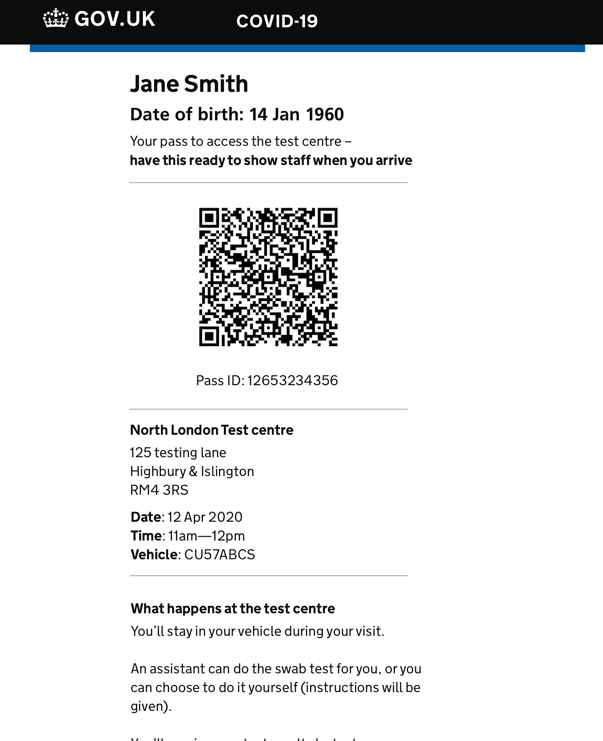 GOV.UK COVID-19
Jane Smith
Date of birth: 14 Jan 1960
Your pass to access the test centre –
have this ready to show staff when you arrive
Pass ID: 12653234356
North London Test centre
125 testing lane
Highbury & Islington
RM4 3RS
Date: 12 Apr 2020
Time: 11am—12pm
Vehicle: CU57ABCS
What happens at the test centre
You’ll stay in your vehicle during your visit.
An assistant can do the swab test for you, or you
can choose to do it yourself (instructions will be
given).
You’ll